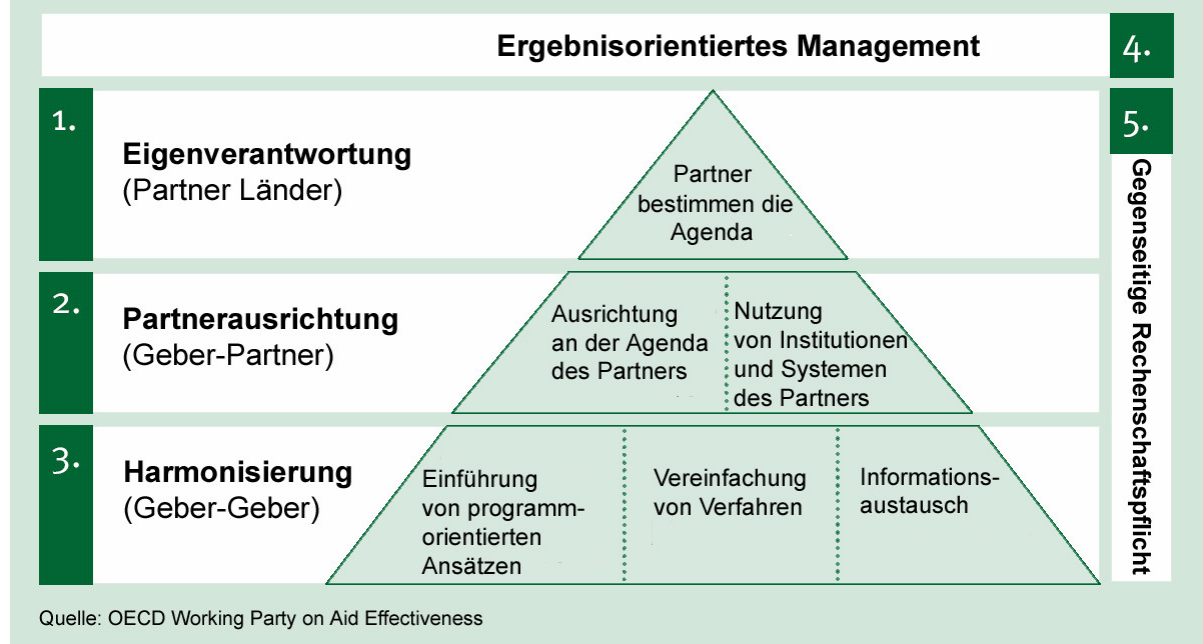 Ergebnisorientiertes Management
4.
1.
Eigenverantwortung
(Partner Länder)
Partner
bestimmen die
Agenda
5.
Gegenseitige Rechenschaftspflicht
2.
Partnerausrichtung
(Geber-Partner)
Ausrichtung
an der Agenda
des Partners
Nutzung
von Institutionen
und Systemen
des Partners
3.
Harmonisierung
(Geber-Geber)
Einführung
von programm-
orientierten
Ansätzen
Vereinfachung
von Verfahren
Informations-
austausch
Quelle: OECD Working Party on Aid Effectiveness